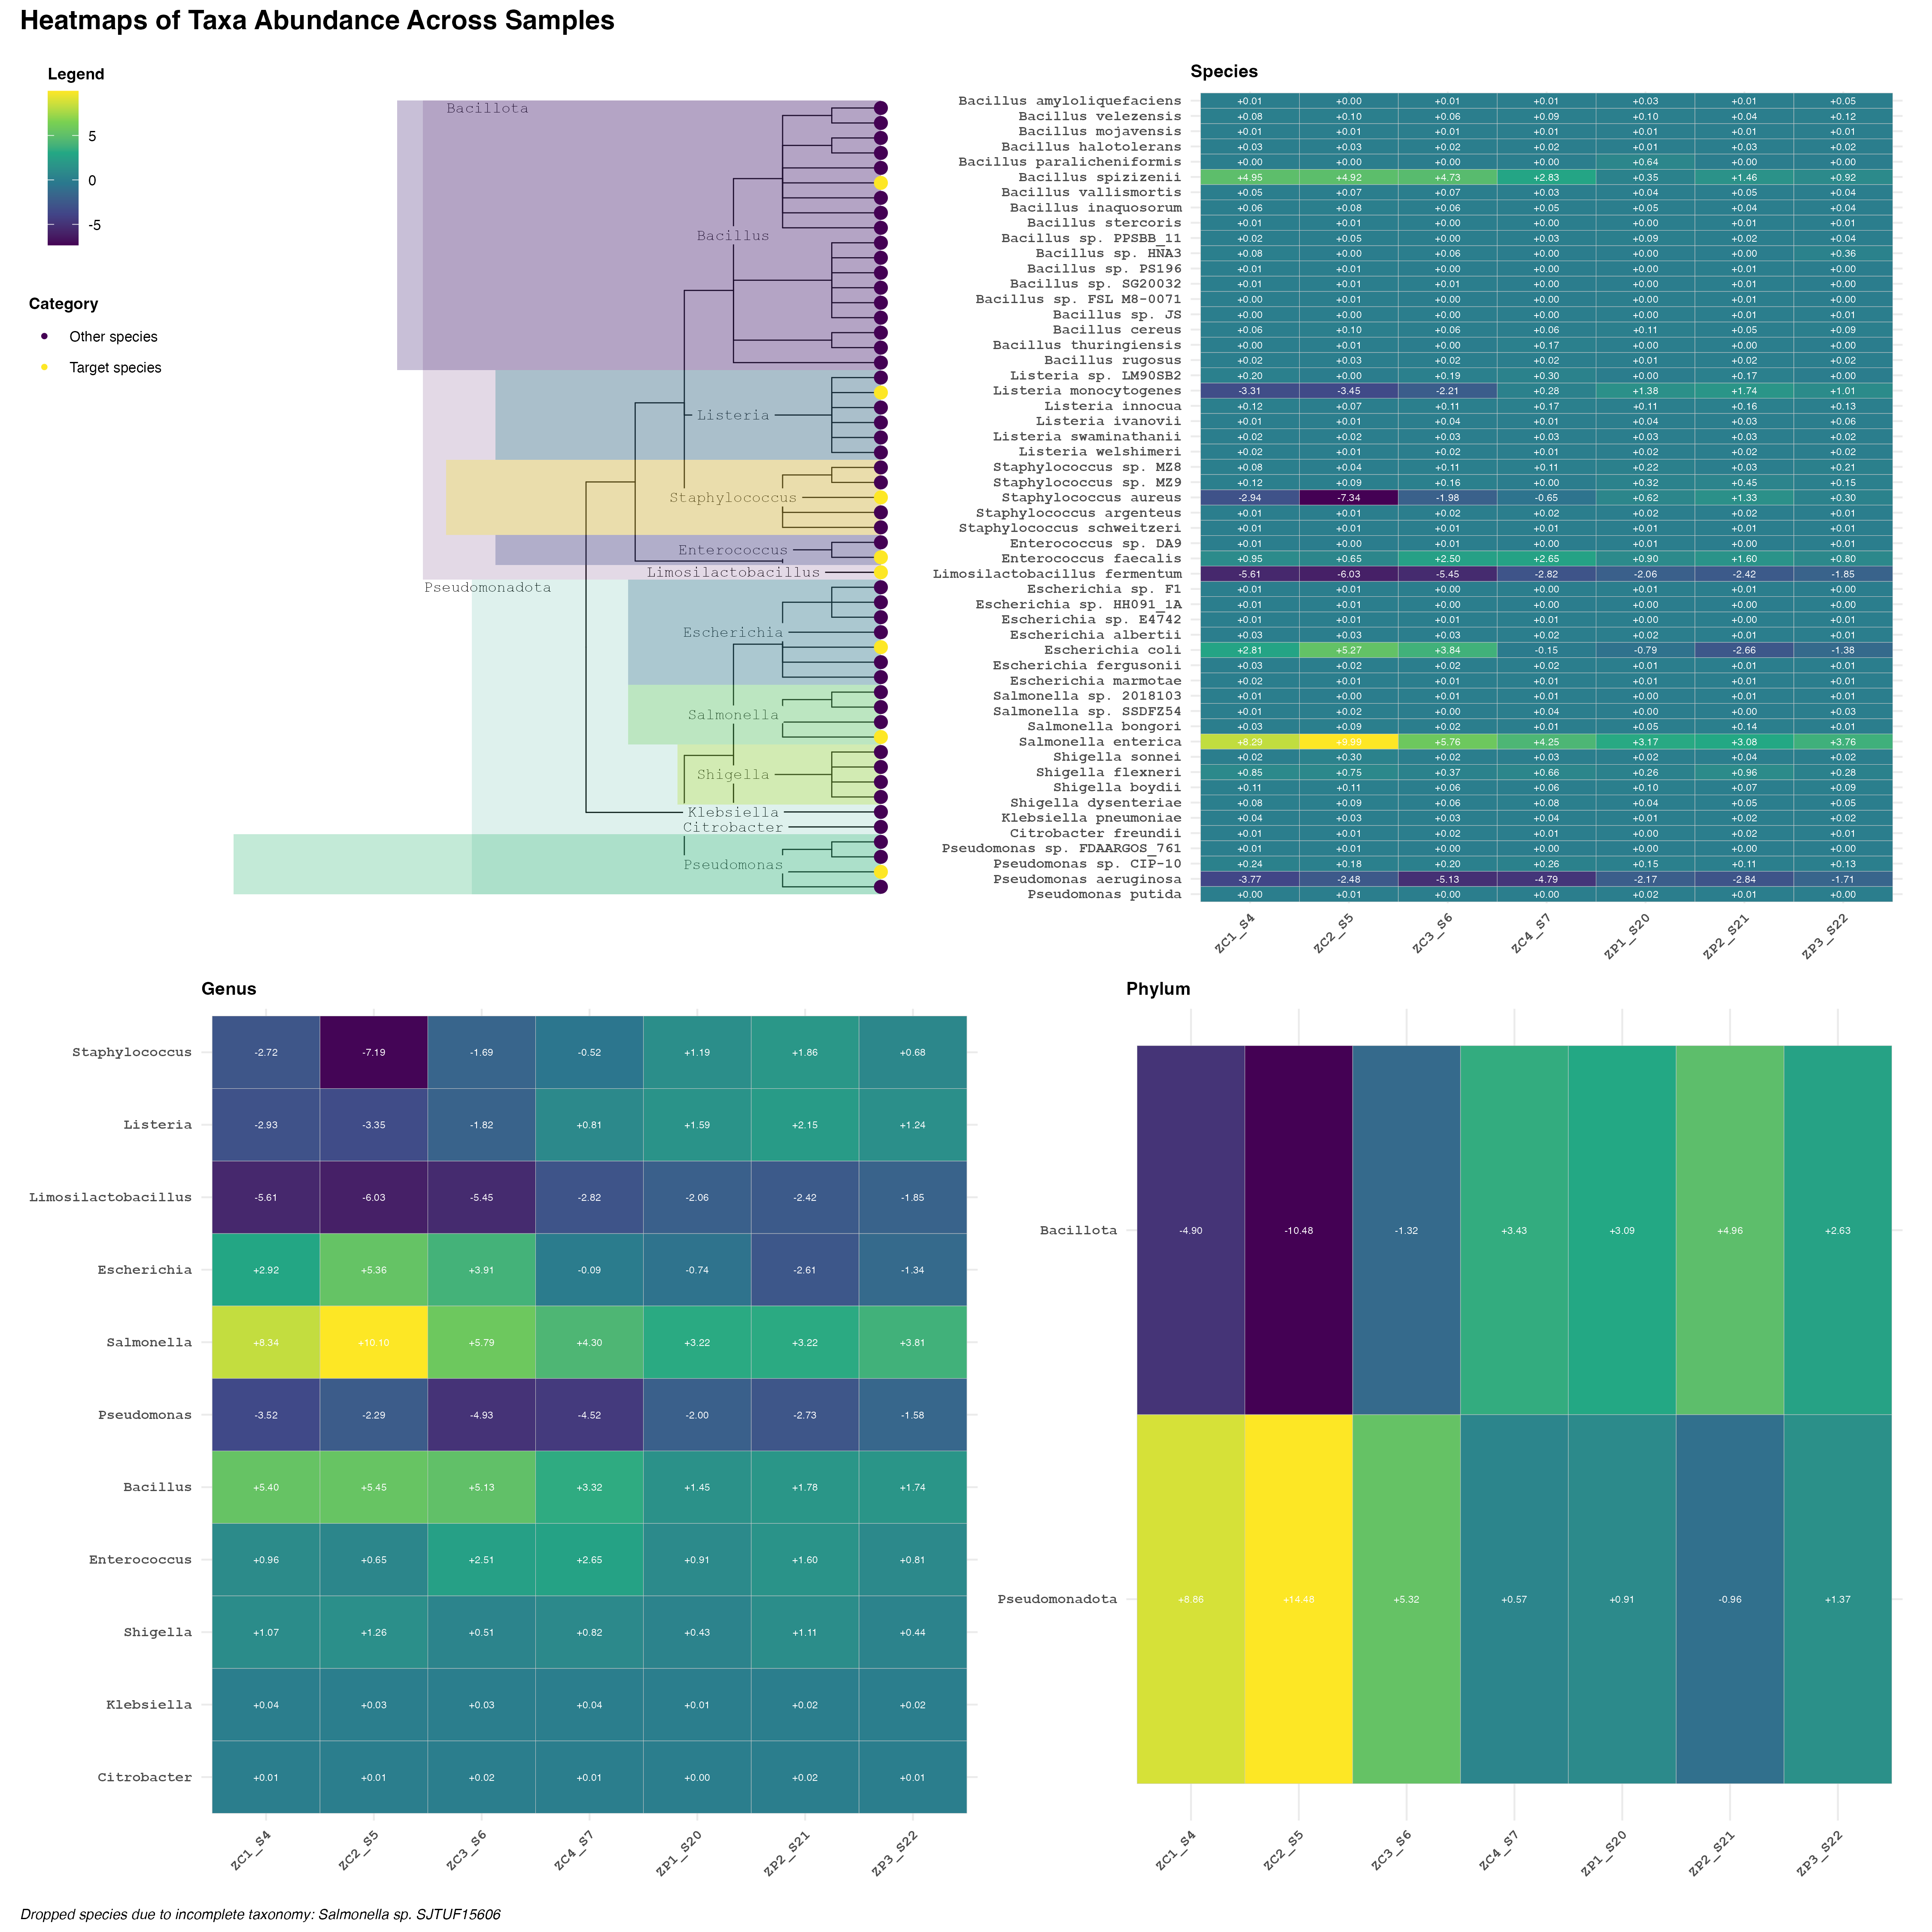 Heatmaps of Taxa Abundance Across Samples
Legend
5
0
-5
Category
Other species
Target species
Bacillota
Bacillus
Listeria
Staphylococcus
Enterococcus
Limosilactobacillus
Pseudomonadota
Escherichia
Salmonella
Shigella
Klebsiella
Citrobacter
Pseudomonas
Species
Bacillus amyloliquefaciens +0.01 +0.00 +0.01 +0.01 +0.03 +0.01 +0.05
Bacillus velezensis +0.08 +0.10 +0.06 +0.09 +0.10 +0.04 +0.12
Bacillus mojavensis +0.01 +0.01 +0.01 +0.01 +0.01 +0.01 +0.01
Bacillus halotolerans +0.03 +0.03 +0.02 +0.02 +0.01 +0.03 +0.02
Bacillus paralicheniformis +0.00 +0.00 +0.00 +0.00 +0.64 +0.00 +0.00
Bacillus spizizenii +4.95 +4.92 +4.73 +2.83 +0.35 +1.46 +0.92
Bacillus vallismortis +0.05 +0.07 +0.07 +0.03 +0.04 +0.05 +0.04
Bacillus inaquosorum +0.06 +0.08 +0.06 +0.05 +0.05 +0.04 +0.04
Bacillus stercoris +0.01 +0.01 +0.00 +0.00 +0.00 +0.01 +0.01
Bacillus sp. PPSBB_11 +0.02 +0.05 +0.00 +0.03 +0.09 +0.02 +0.04
Bacillus sp. HNA3 +0.08 +0.00 +0.06 +0.00 +0.00 +0.00 +0.36
Bacillus sp. PS196 +0.01 +0.01 +0.00 +0.00 +0.00 +0.01 +0.00
Bacillus sp. SG20032 +0.01 +0.01 +0.01 +0.00 +0.00 +0.01 +0.00
Bacillus sp. FSL M8-0071 +0.00 +0.01 +0.00 +0.00 +0.00 +0.01 +0.00
Bacillus sp. JS +0.00 +0.00 +0.00 +0.00 +0.00 +0.01 +0.01
Bacillus cereus +0.06 +0.10 +0.06 +0.06 +0.11 +0.05 +0.09
Bacillus thuringiensis +0.00 +0.01 +0.00 +0.17 +0.00 +0.00 +0.00
Bacillus rugosus +0.02 +0.03 +0.02 +0.02 +0.01 +0.02 +0.02
Listeria sp. LM90SB2 +0.20 +0.00 +0.19 +0.30 +0.00 +0.17 +0.00
Listeria monocytogenes -3.31 -3.45 -2.21 +0.28 +1.38 +1.74 +1.01
Listeria innocua +0.12 +0.07 +0.11 +0.17 +0.11 +0.16 +0.13
Listeria ivanovii +0.01 +0.01 +0.04 +0.01 +0.04 +0.03 +0.06
Listeria swaminathanii +0.02 +0.02 +0.03 +0.03 +0.03 +0.03 +0.02
Listeria welshimeri +0.02 +0.01 +0.02 +0.02 +0.02 +0.02 +0.02
Staphylococcus sp. MZ8 +0.08 +0.04 +0.11 +0.11 +0.22 +0.03 +0.21
Staphylococcus sp. MZ9 +0.12 +0.09 +0.16 +0.00 +0.32 +0.45 +0.15
Staphylococcus aureus -2.94 -7.34 -1.98 -0.65 +0.62 +1.33 +0.30
Staphylococcus argenteus +0.01 +0.01 +0.02 +0.02 +0.02 +0.02 +0.01
Staphylococcus schweitzeri +0.01 +0.01 +0.01 +0.01 +0.01 +0.01 +0.01
Enterococcus sp. DA9 +0.01 +0.00 +0.01 +0.00 +0.01 +0.00 +0.01
Enterococcus faecalis +0.95 +0.65 +2.50 +2.65 +0.90 +1.60 +0.80
Limosilactobacillus fermentum -5.61 -6.03 -5.45 -2.82 -2.06 -2.42 -1.85
Escherichia sp. F1 +0.01 +0.01 +0.00 +0.00 +0.00 +0.01 +0.01
Escherichia sp. HH091_1A +0.01 +0.01 +0.00 +0.00 +0.01 +0.00 +0.00
Escherichia sp. E4742 +0.01 +0.01 +0.01 +0.01 +0.00 +0.00 +0.01
Escherichia albertii +0.03 +0.03 +0.03 +0.02 +0.02 +0.01 +0.01
Escherichia coli +2.81 +5.27 +3.84 -0.15 -0.79 -2.66 -1.38
Escherichia fergusonii +0.03 +0.02 +0.02 +0.02 +0.01 +0.01 +0.01
Escherichia marmotae +0.02 +0.01 +0.01 +0.01 +0.01 +0.01 +0.01
Salmonella sp. 2018103 +0.01 +0.00 +0.01 +0.01 +0.00 +0.01 +0.01
Salmonella sp. SSDFZ54 +0.01 +0.02 +0.00 +0.04 +0.00 +0.00 +0.03
Salmonella bongori +0.03 +0.09 +0.02 +0.01 +0.05 +0.14 +0.01
Salmonella enterica +8.29 +9.99 +5.76 +4.25 +3.17 +3.08 +3.76
Shigella sonnei +0.02 +0.30 +0.02 +0.03 +0.02 +0.04 +0.02
Shigella flexneri +0.85 +0.75 +0.37 +0.66 +0.26 +0.96 +0.28
Shigella boydii +0.11 +0.11 +0.06 +0.06 +0.10 +0.07 +0.09
Shigella dysenteriae +0.08 +0.09 +0.06 +0.08 +0.04 +0.05 +0.05
Klebsiella pneumoniae +0.04 +0.03 +0.03 +0.04 +0.01 +0.02 +0.02
Citrobacter freundii +0.01 +0.01 +0.02 +0.01 +0.00 +0.02 +0.01
Pseudomonas sp. FDAARGOS_761 +0.01 +0.01 +0.00 +0.00 +0.00 +0.00 +0.00
Pseudomonas sp. CIP-10 +0.24 +0.18 +0.20 +0.26 +0.15 +0.11 +0.13
Pseudomonas aeruginosa -3.77 -2.48 -5.13 -4.79 -2.17 -2.84 -1.71
Pseudomonas putida +0.00 +0.01 +0.00 +0.00 +0.02 +0.01 +0.00
ZC1_S4 ZC2_S5 ZC3_S6 ZC4_S7 ZP1_S20 ZP2_S21 ZP3_S22
Genus
Staphylococcus -2.72 -7.19 -1.69 -0.52 +1.19 +1.86 +0.68
Listeria -2.93 -3.35 -1.82 +0.81 +1.59 +2.15 +1.24
Limosilactobacillus -5.61 -6.03 -5.45 -2.82 -2.06 -2.42 -1.85
Escherichia +2.92 +5.36 +3.91 -0.09 -0.74 -2.61 -1.34
Salmonella +8.34 +10.10 +5.79 +4.30 +3.22 +3.22 +3.81
Pseudomonas -3.52 -2.29 -4.93 -4.52 -2.00 -2.73 -1.58
Bacillus +5.40 +5.45 +5.13 +3.32 +1.45 +1.78 +1.74
Enterococcus +0.96 +0.65 +2.51 +2.65 +0.91 +1.60 +0.81
Shigella +1.07 +1.26 +0.51 +0.82 +0.43 +1.11 +0.44
Klebsiella +0.04 +0.03 +0.03 +0.04 +0.01 +0.02 +0.02
Citrobacter +0.01 +0.01 +0.02 +0.01 +0.00 +0.02 +0.01
ZC1_S4 ZC2_S5 ZC3_S6 ZC4_S7 ZP1_S20 ZP2_S21 ZP3_S22
Phylum
Bacillota -4.90 -10.48 -1.32 +3.43 +3.09 +4.96 +2.63
Pseudomonadota +8.86 +14.48 +5.32 +0.57 +0.91 -0.96 +1.37
ZC1_S4 ZC2_S5 ZC3_S6 ZC4_S7 ZP1_S20 ZP2_S21 ZP3_S22
Dropped species due to incomplete taxonomy: Salmonella sp. SJTUF15606